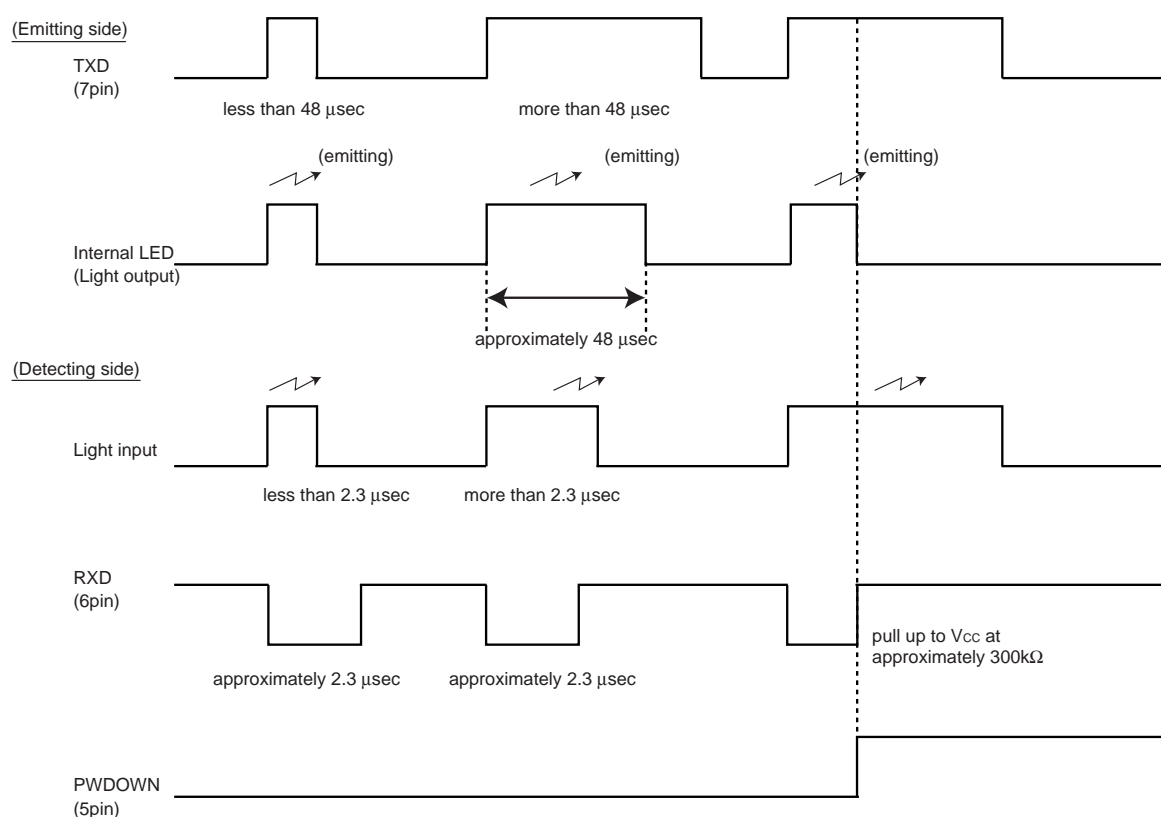 (Emitting side)
TXD
(7pin)
less than 48 μsec
more than 48 μsec
(emitting)
(emitting)
(emitting)
Internal LED
(Light output)
approximately 48 μsec
(Detecting side)
Light input
less than 2.3 μsec
more than 2.3 μsec
RXD
(6pin)
pull up to VCC at
approximately 300kΩ
approximately 2.3 μsec
approximately 2.3 μsec
PWDOWN
(5pin)